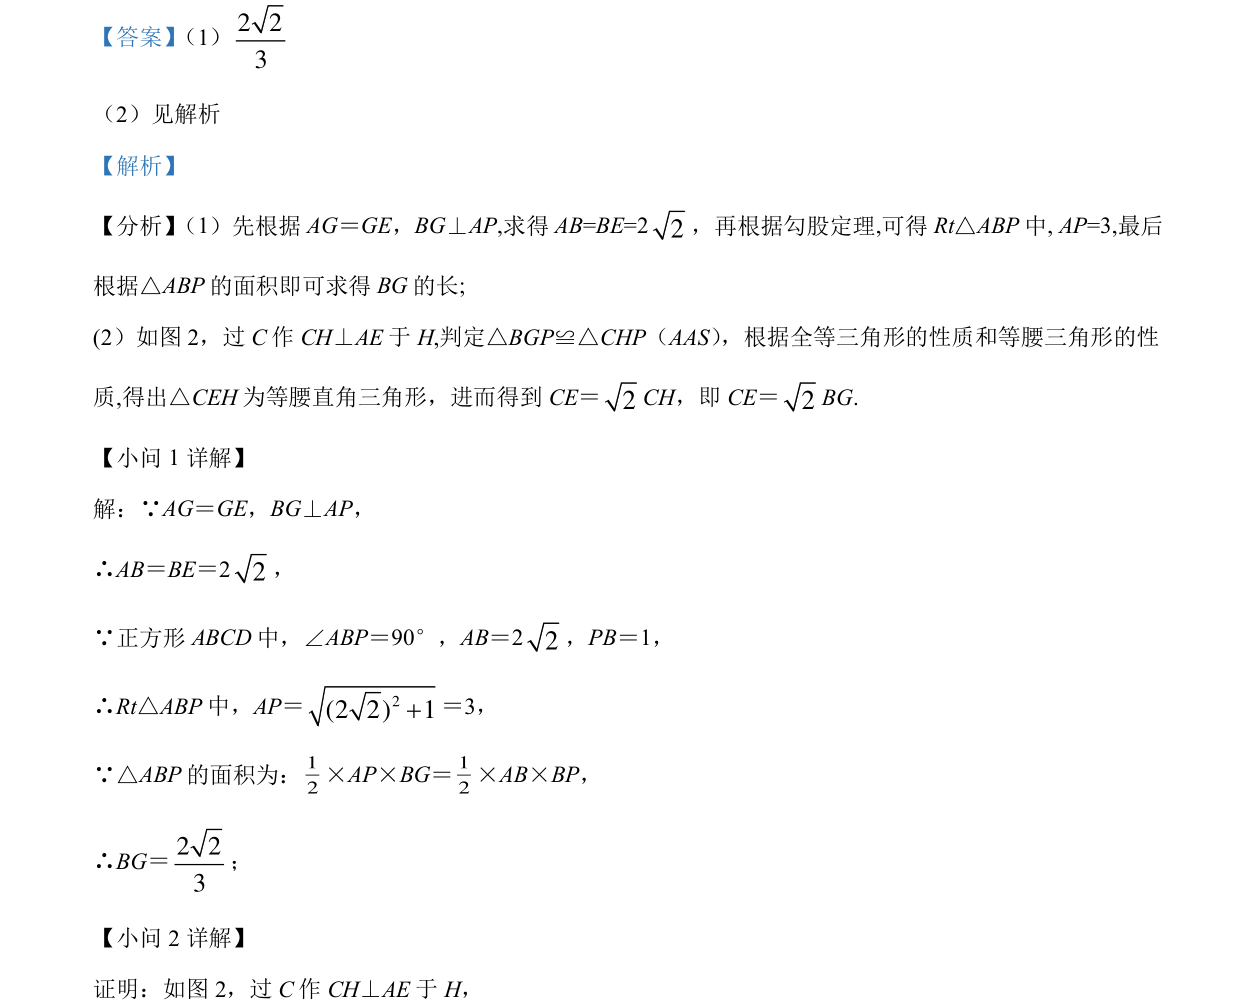 【答案】（1）2√2/3
（2）见解析
【解析】
【分析】（1）先根据 AG＝GE，BG⊥AP,求得 AB=BE=2√2，再根据勾股定理,可得 Rt△ABP 中, AP=3,最后
根据△ABP 的面积即可求得 BG 的长;
(2）如图 2，过 C 作 CH⊥AE 于 H,判定△BGP≌△CHP（AAS），根据全等三角形的性质和等腰三角形的性
质,得出△CEH 为等腰直角三角形，进而得到 CE＝√2 CH，即 CE＝√2 BG.
【小问 1 详解】
解：∵AG＝GE，BG⊥AP，
∴AB＝BE＝2√2，
∵正方形 ABCD 中，∠ABP＝90°，AB＝2√2，PB＝1，
∴Rt△ABP 中，AP＝√((2√2)²+1)＝3，
∵△ABP 的面积为：1/2×AP×BG＝1/2×AB×BP，
∴BG＝2√2/3；
【小问 2 详解】
证明：如图 2，过 C 作 CH⊥AE 于 H，